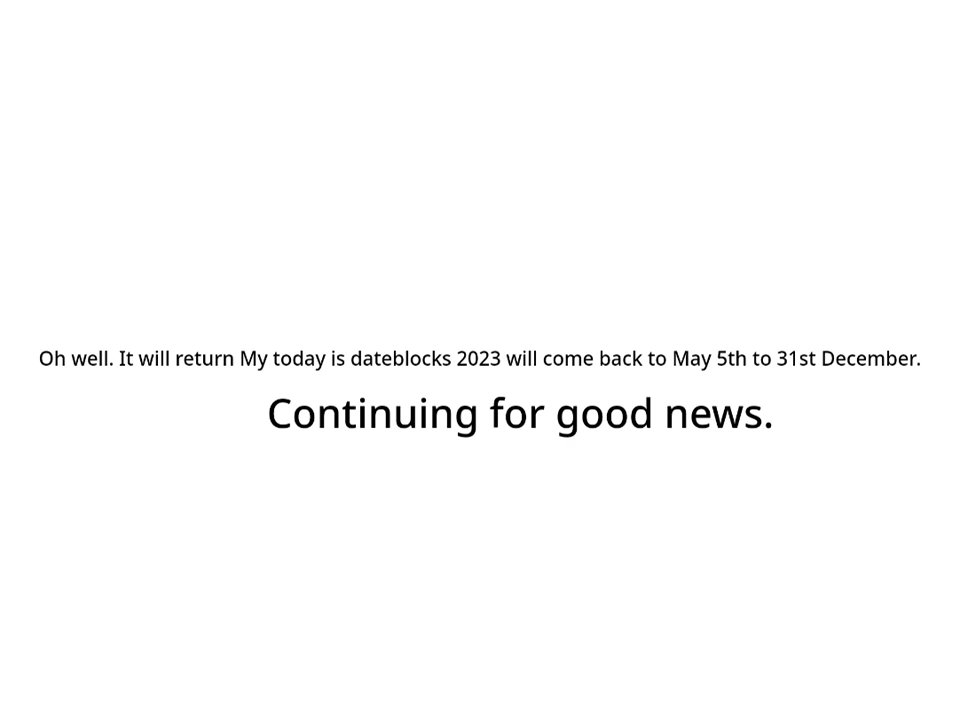 Oh well. It will return My today is dateblocks 2023 will come back to May 5th to 31st December.
Continuing for good news.